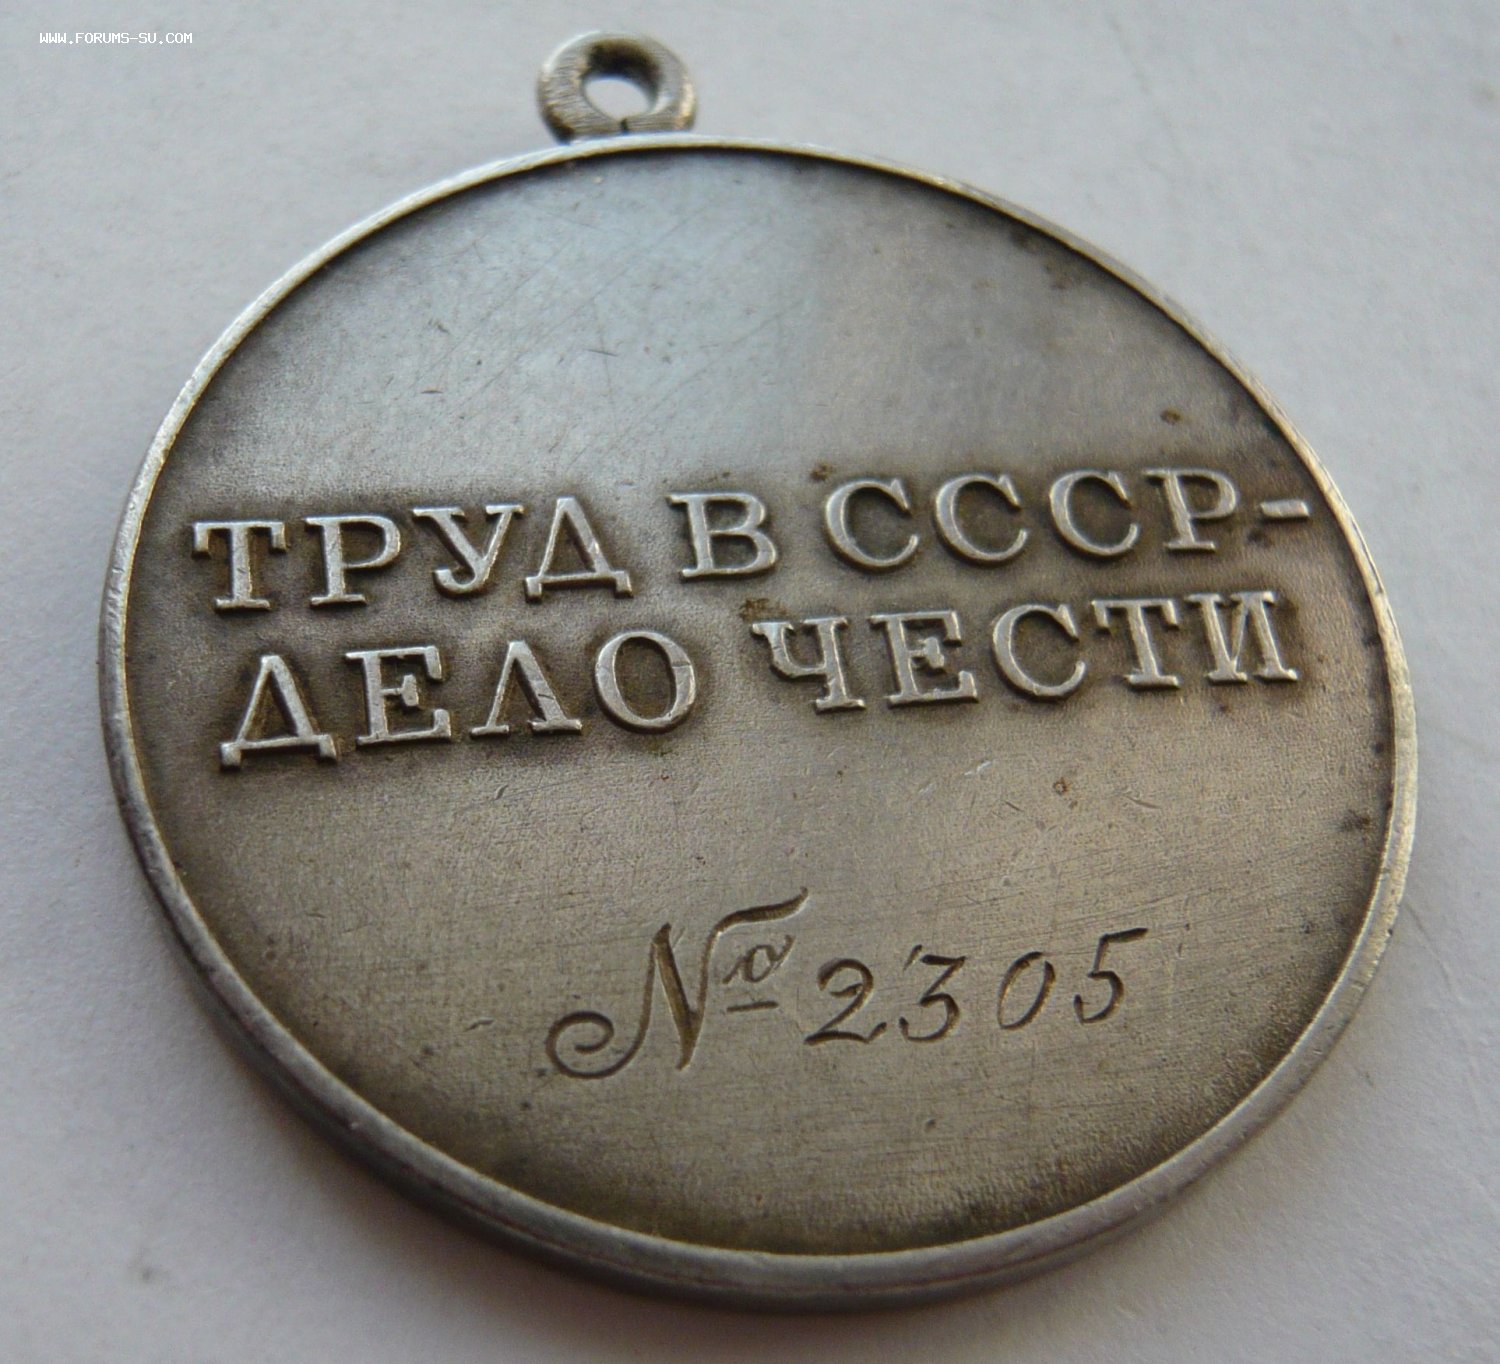 WWW.FORUMS-SU.COM
ТРУД В СССР-
ДЕЛО ЧЕСТИ
№ 2305